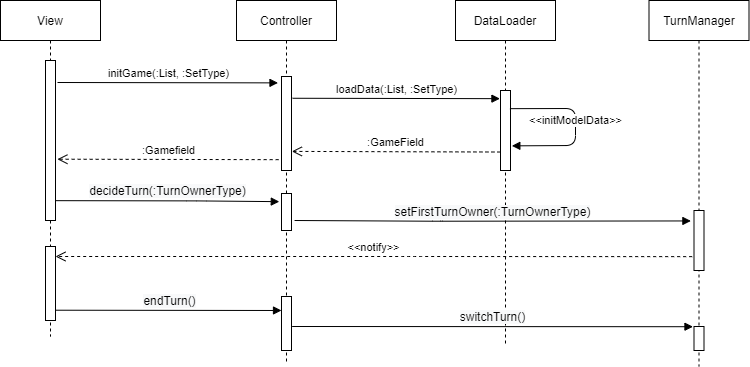 View
Controller
DataLoader
TurnManager
initGame(:List, :SetType)
loadData(:List, :SetType)
<<initModelData>>
:GameField
:Gamefield
decideTurn(:TurnOwnerType)
setFirstTurnOwner(:TurnOwnerType)
<<notify>>
endTurn()
switchTurn()